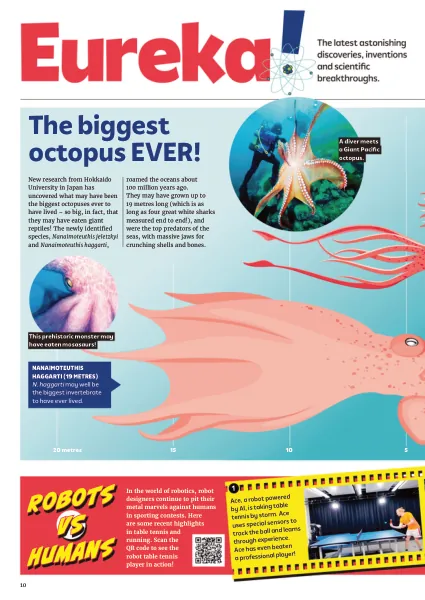 Eureka!
The latest astonishing
discoveries, inventions
and scientific
breakthroughs.
The biggest
octopus EVER!
New research from Hokkaido
University in Japan has
uncovered what may have been
the biggest octopuses ever to
have lived – so big, in fact, that
they may have eaten giant
reptiles! The newly identified
species, Nanaimoteuthis jeletzkyi
and Nanaimoteuthis haggarti,
roamed the oceans about
100 million years ago.
They may have grown up to
19 metres long (which is as
long as four great white sharks
measured end to end!), and
were the top predators of the
seas, with massive jaws for
crunching shells and bones.
A diver meets
a Giant Pacific
octopus.
This prehistoric monster may
have eaten mosasaurs!
NANAIMOTEUTHIS
HAGGARTI (19 METRES)
N. haggarti may well be
the biggest invertebrate
to have ever lived.
20 metres
15
10
5
ROBOTS
VS
HUMANS
In the world of robotics, robot
designers continue to pit their
metal marvels against humans
in sporting contests. Here
are some recent highlights
in table tennis and
running. Scan the
QR code to see the
robot table tennis
player in action!
1
Ace, a robot powered
by AI, is taking table
tennis by storm. Ace
uses special sensors to
track the ball and learns
through experience.
Ace has even beaten
a professional player!
10